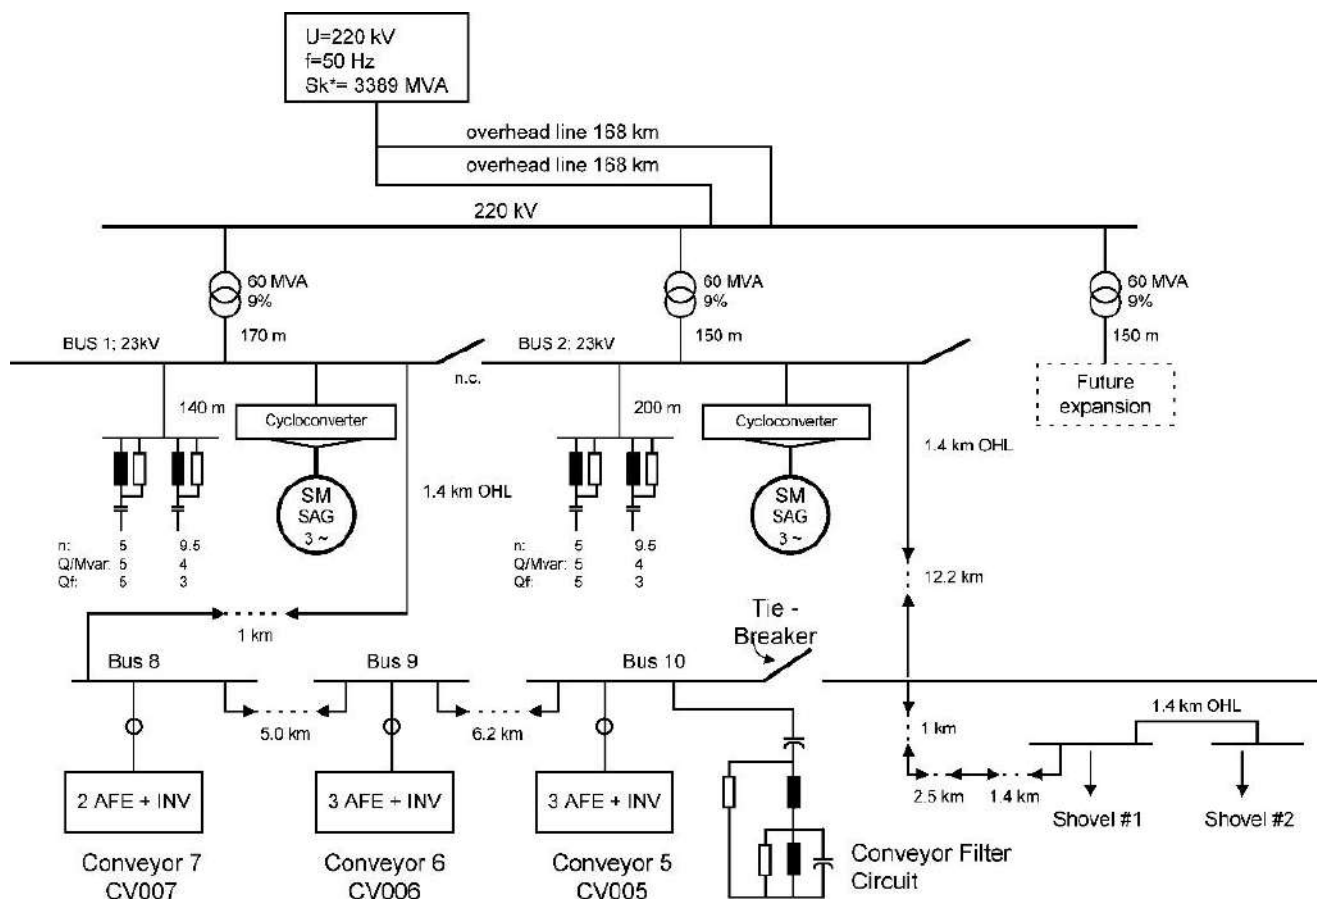 U=220 kV
f=50 Hz
Sk*= 3389 MVA
overhead line 168 km
overhead line 168 km
220 kV
60 MVA
9%
170 m
60 MVA
9%
150 m
60 MVA
9%
150 m
BUS 1; 23kV
n.c.
BUS 2; 23kV
Future
expansion
140 m
Cycloconverter
200 m
Cycloconverter
1.4 km OHL
1.4 km OHL
SM
SAG
3 ~
SM
SAG
3 ~
n: 5 9.5
Q/Mvar: 5 4
Qf: 5 3
n: 5 9.5
Q/Mvar: 5 4
Qf: 5 3
12.2 km
1 km
Tie -
Breaker
Bus 8
Bus 9
Bus 10
5.0 km
6.2 km
1 km
1.4 km OHL
2.5 km
1.4 km
Shovel #1
Shovel #2
2 AFE + INV
3 AFE + INV
3 AFE + INV
Conveyor 7
CV007
Conveyor 6
CV006
Conveyor 5
CV005
Conveyor Filter
Circuit